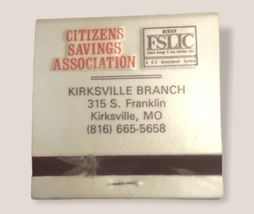 CITIZENS
SAVINGS
ASSOCIATION
MEMBER
FSLIC
KIRKSVILLE BRANCH
315 S. Franklin
Kirksville, MO
(816) 665-5658